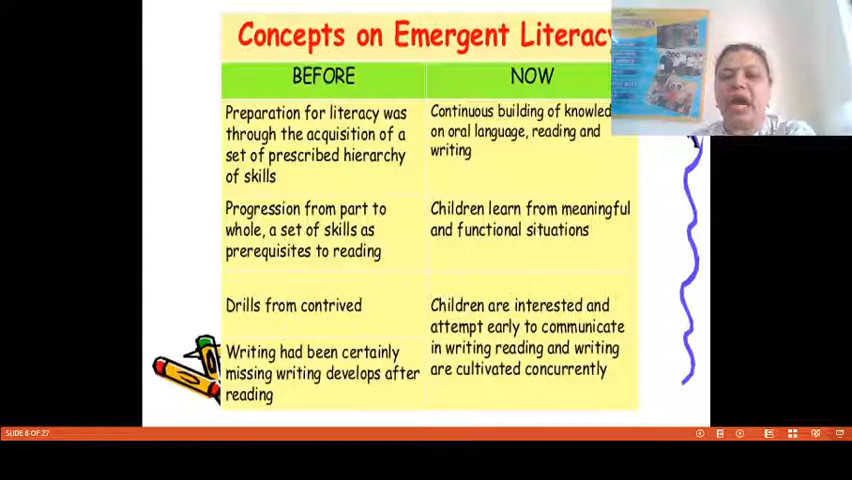 Concepts on Emergent Literacy
BEFORE
NOW
Preparation for literacy was
through the acquisition of a
set of prescribed hierarchy
of skills
Continuous building of knowled
on oral language, reading and
writing
Progression from part to
whole, a set of skills as
prerequisites to reading
Children learn from meaningful
and functional situations
Drills from contrived
Children are interested and
attempt early to communicate
in writing reading and writing
are cultivated concurrently
Writing had been certainly
missing writing develops after
reading
SLIDE 8 OF 27